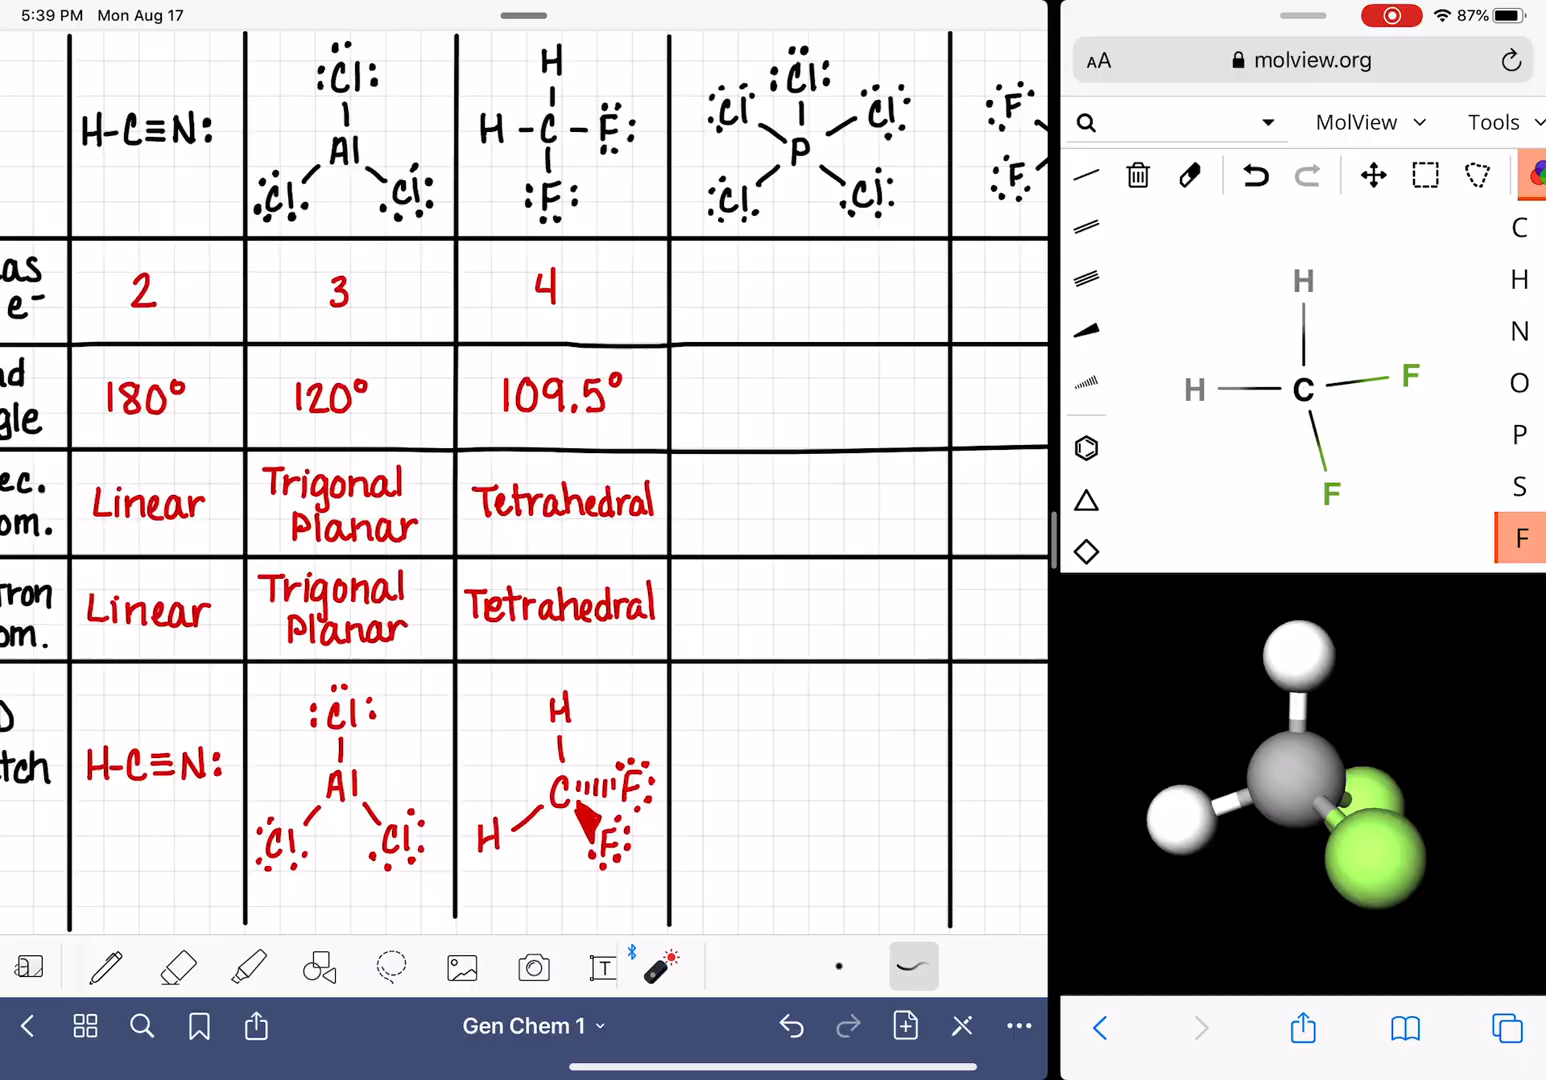 5:39 PM Mon Aug 17
87%
AA molview.org
MolView Tools
H-C≡N:
:Cl:
Al
Cl Cl
H
H-C-F:
:F:
Cl :Cl: Cl
P
Cl Cl
:F
:F
as
e-
2 3 4
nd
gle
180° 120° 109.5°
ec.
om.
Linear
Trigonal
Planar
Tetrahedral
tron
om.
Linear
Trigonal
Planar
Tetrahedral
D
tch
H-C≡N:
:Cl:
Al
Cl Cl
H
C F
H F
C
H
N
O
P
S
F
H
H C F
F
T
Gen Chem 1